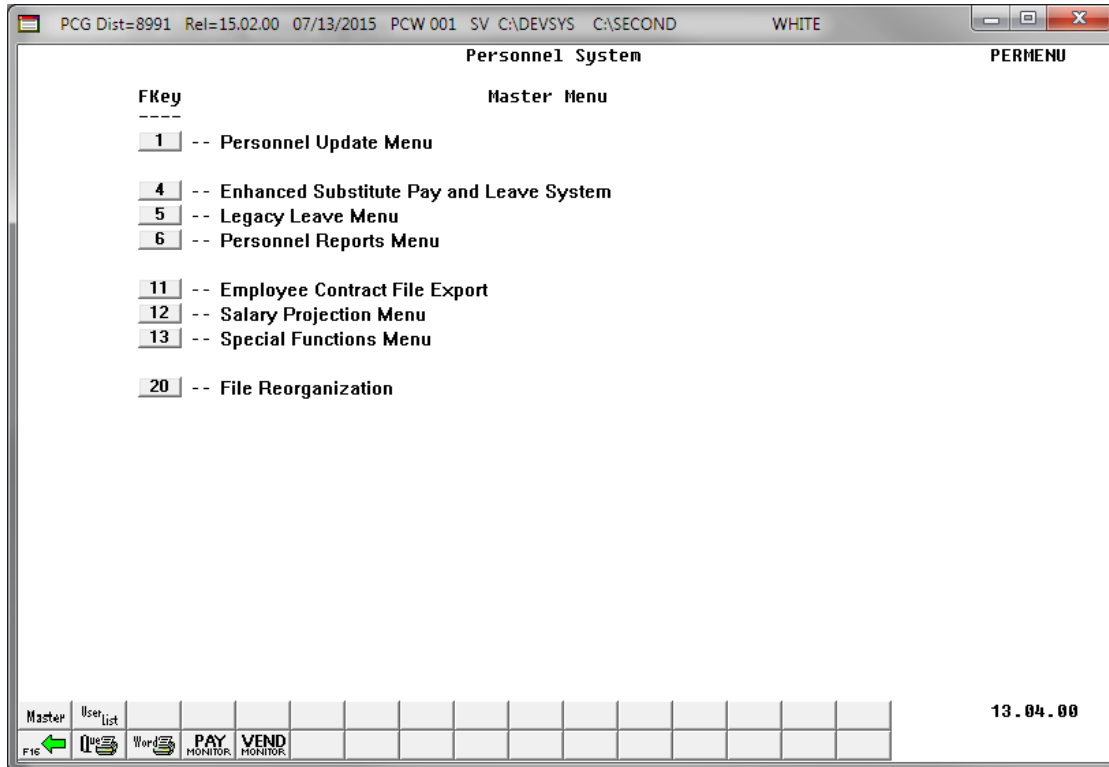 PCG Dist=8991 Rel=15.02.00 07/13/2015 PCW 001 SV C:\DEVSYS C:\SECOND WHITE
Personnel System PERMENU
FKey Master Menu
----
1 -- Personnel Update Menu
4 -- Enhanced Substitute Pay and Leave System
5 -- Legacy Leave Menu
6 -- Personnel Reports Menu
11 -- Employee Contract File Export
12 -- Salary Projection Menu
13 -- Special Functions Menu
20 -- File Reorganization
Master User List 13.04.00
F16 Que Word PAY MONITOR VEND MONITOR